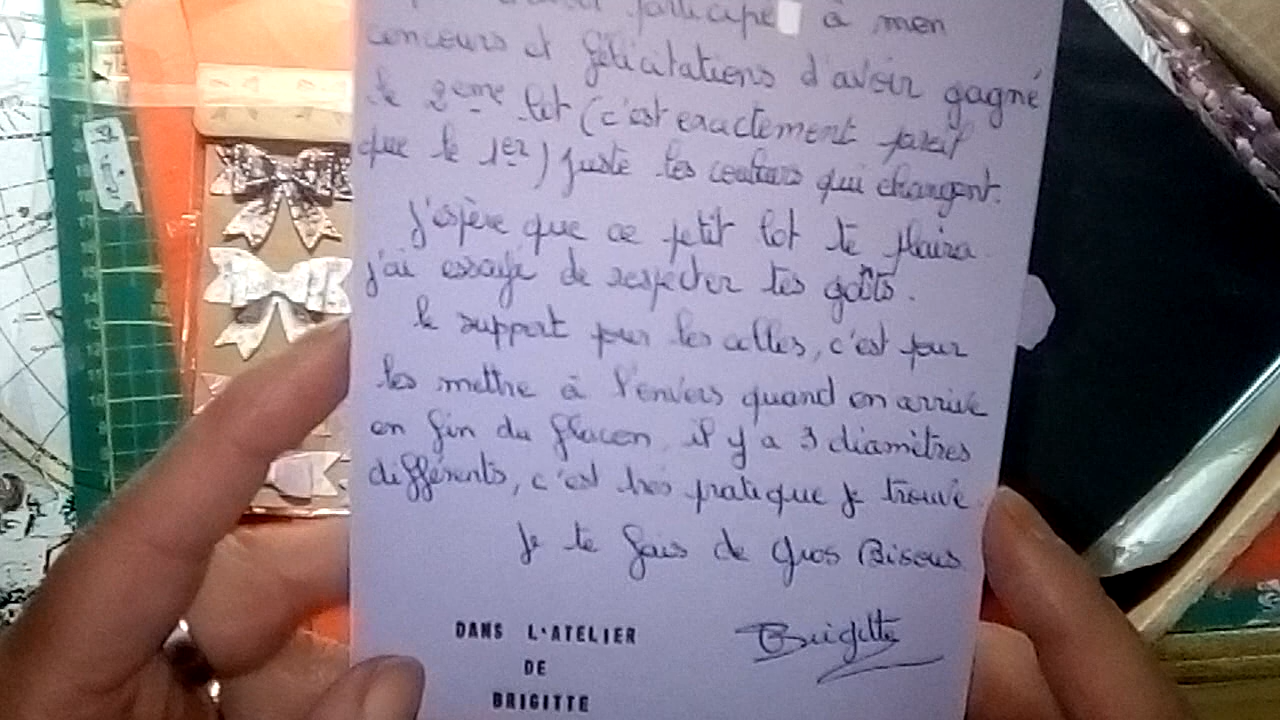 participé à mon
concours et félicitations d'avoir gagné
le 2eme lot (c'est exactement pareil
que le 1er) juste les couleurs qui changent.
J'espère que ce petit lot te plaira
j'ai essayé de respecter tes goûts.
le support pour les colles, c'est pour
les mettre à l'envers quand on arrive
en fin du flacon, il y a 3 diamètres
différents, c'est très pratique je trouve
Je te fais de gros Bisous
Brigitte
DANS L'ATELIER
DE
BRIGITTE